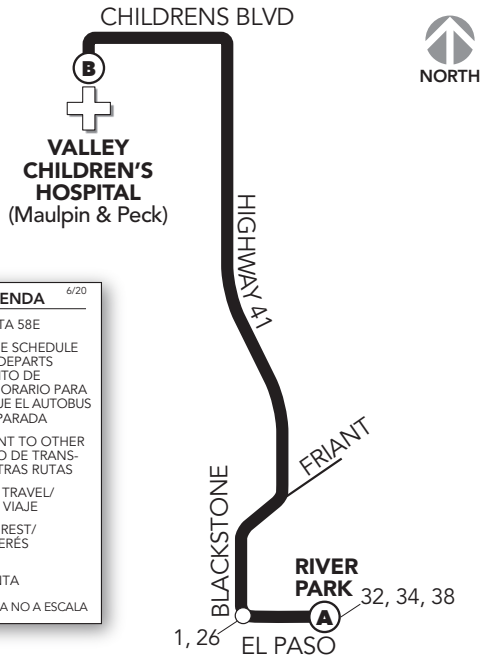 CHILDRENS BLVD
NORTH
B
VALLEY
CHILDREN'S
HOSPITAL
(Maulpin & Peck)
HIGHWAY 41
6/20
TA 58E
E SCHEDULE
DEPARTS
TO DE
ORARIO PARA
UE EL AUTOBUS
PARADA
NT TO OTHER
O DE TRANS-
TRAS RUTAS
TRAVEL/
VIAJE
REST/
ERÉS
NTA
A NO A ESCALA
FRIANT
BLACKSTONE
RIVER
PARK
A
32, 34, 38
1, 26
EL PASO